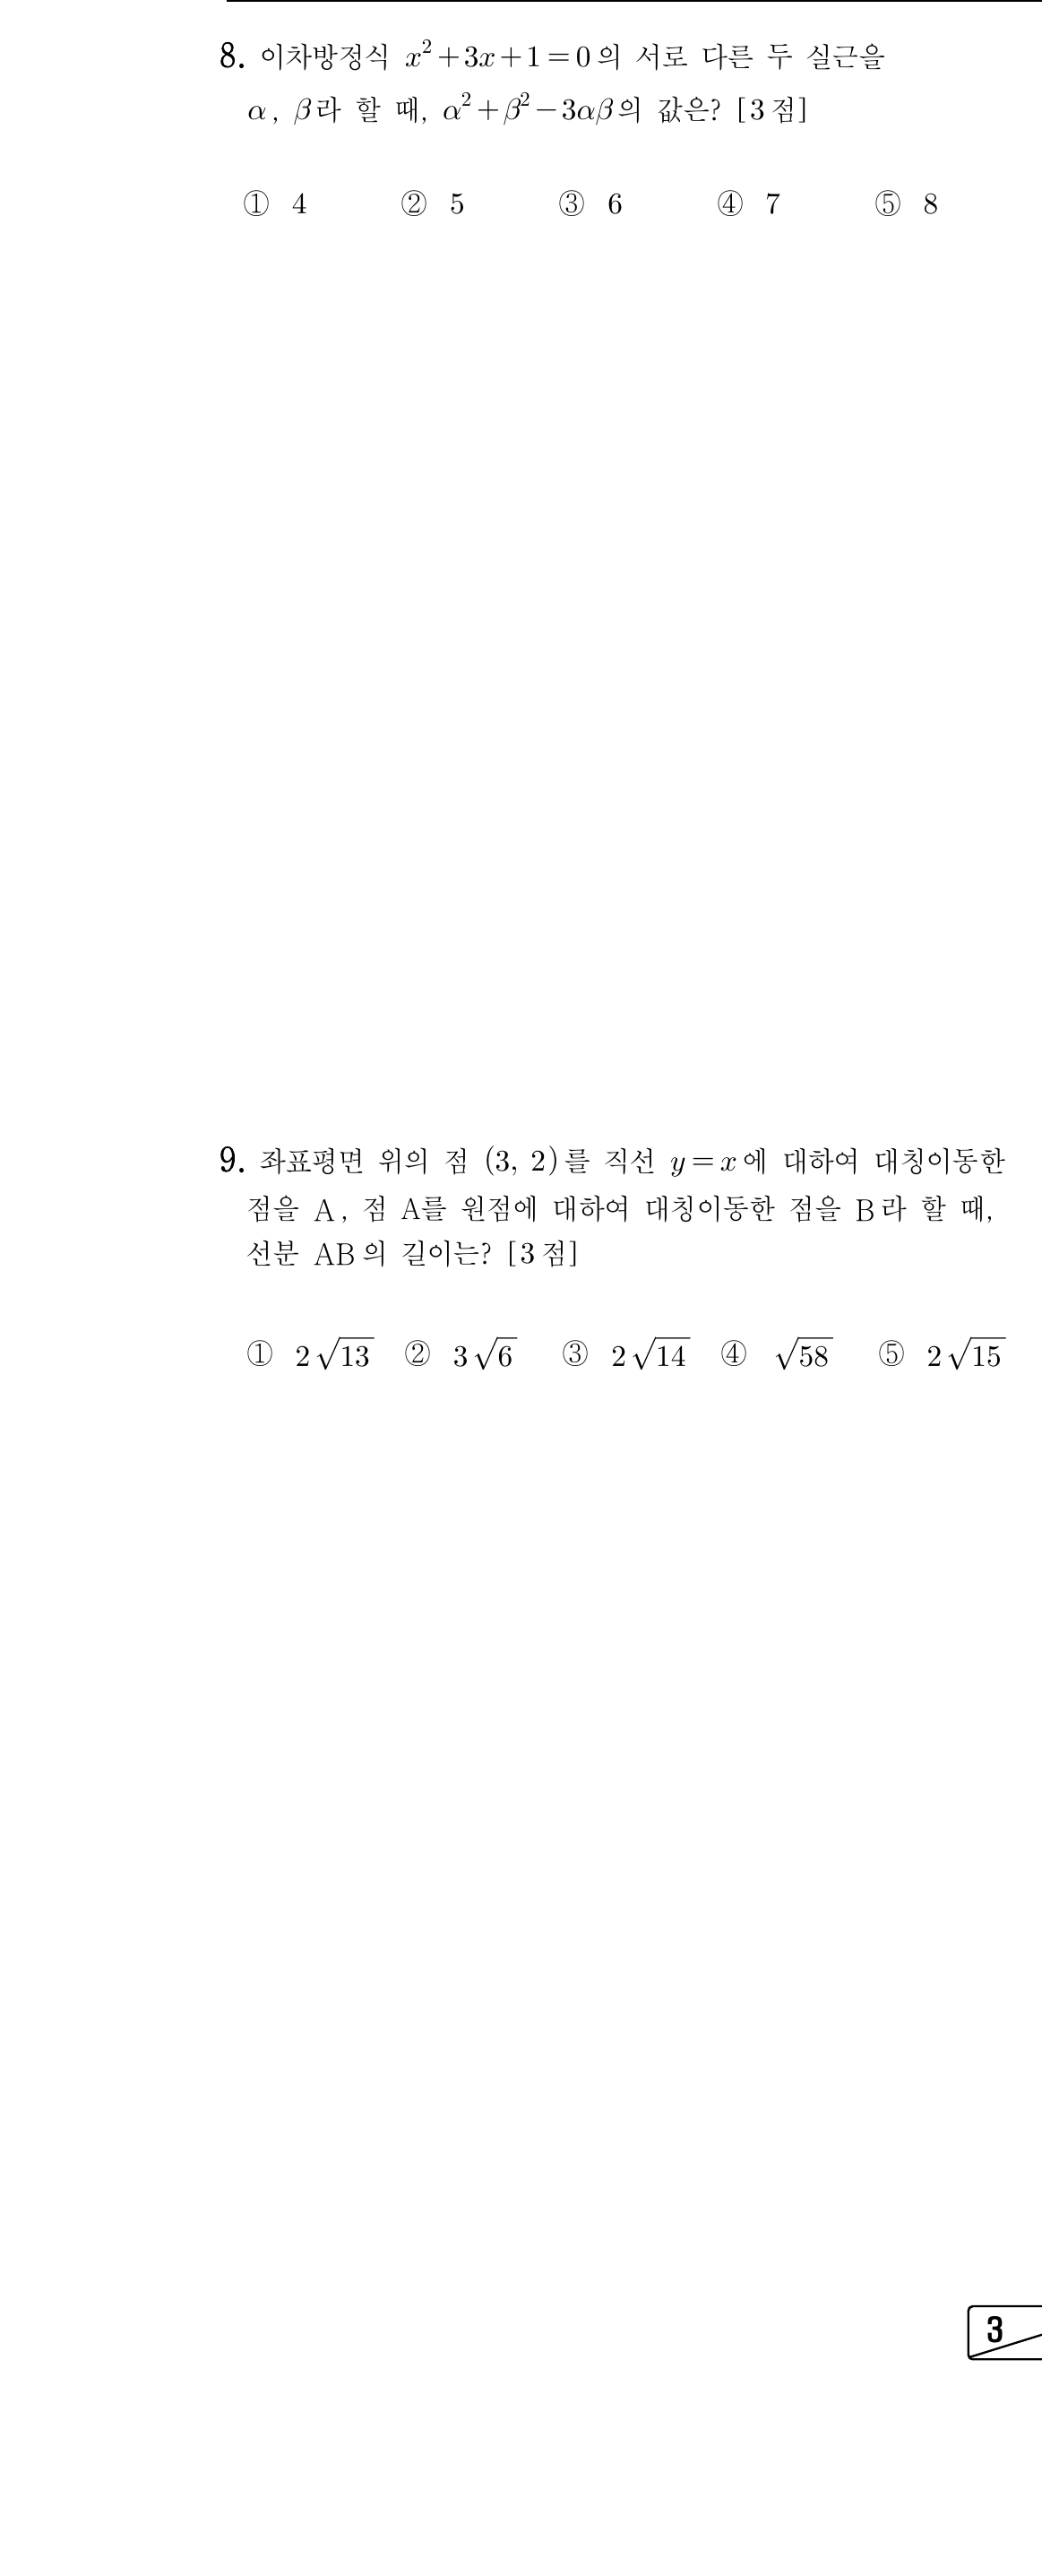 8. 이차방정식 x²+3x+1=0의 서로 다른 두 실근을
α, β라 할 때, α²+β²-3αβ의 값은? [3점]
① 4 ② 5 ③ 6 ④ 7 ⑤ 8
9. 좌표평면 위의 점 (3, 2)를 직선 y=x에 대하여 대칭이동한
점을 A, 점 A를 원점에 대하여 대칭이동한 점을 B라 할 때,
선분 AB의 길이는? [3점]
① 2√13 ② 3√6 ③ 2√14 ④ √58 ⑤ 2√15
3